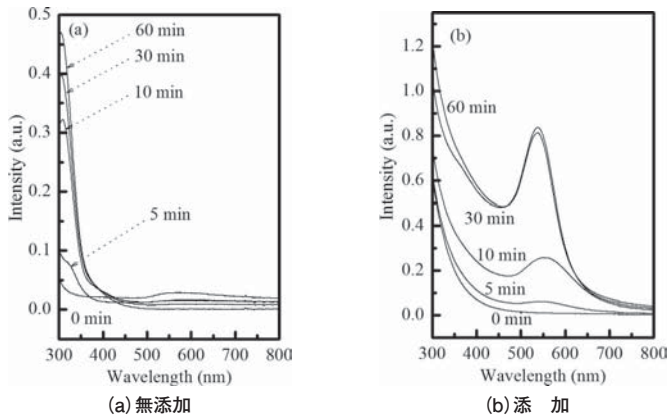 (a)
0.5
0.4
0.3
0.2
0.1
0.0
Intensity (a.u.)
60 min
30 min
10 min
5 min
0 min
300 400 500 600 700 800
Wavelength (nm)
(a)無添加
(b)
1.2
1.0
0.8
0.6
0.4
0.2
0.0
Intensity (a.u.)
60 min
30 min
10 min
5 min
0 min
300 400 500 600 700 800
Wavelength (nm)
(b)添 加